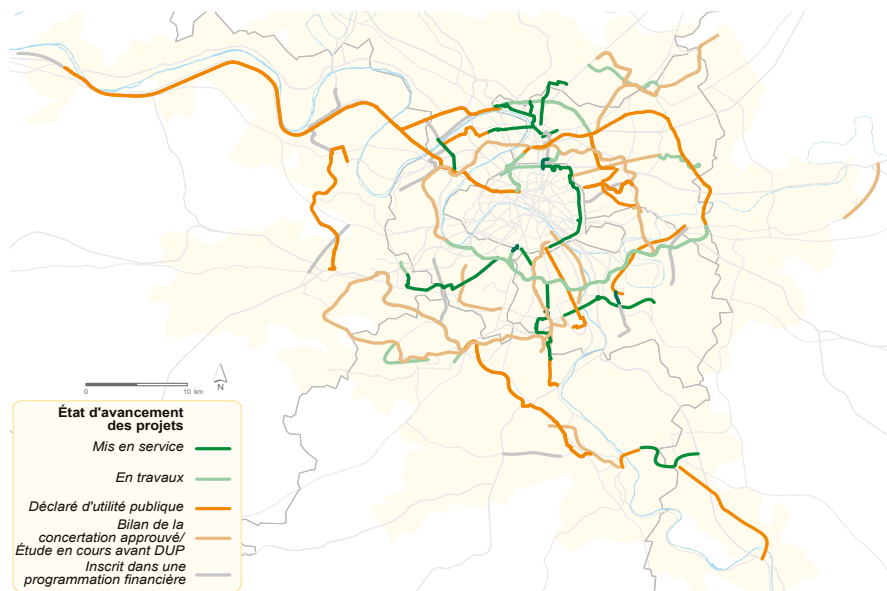 N
0
10 km
État d'avancement
des projets
Mis en service
En travaux
Déclaré d'utilité publique
Bilan de la
concertation approuvé/
Étude en cours avant DUP
Inscrit dans une
programmation financière